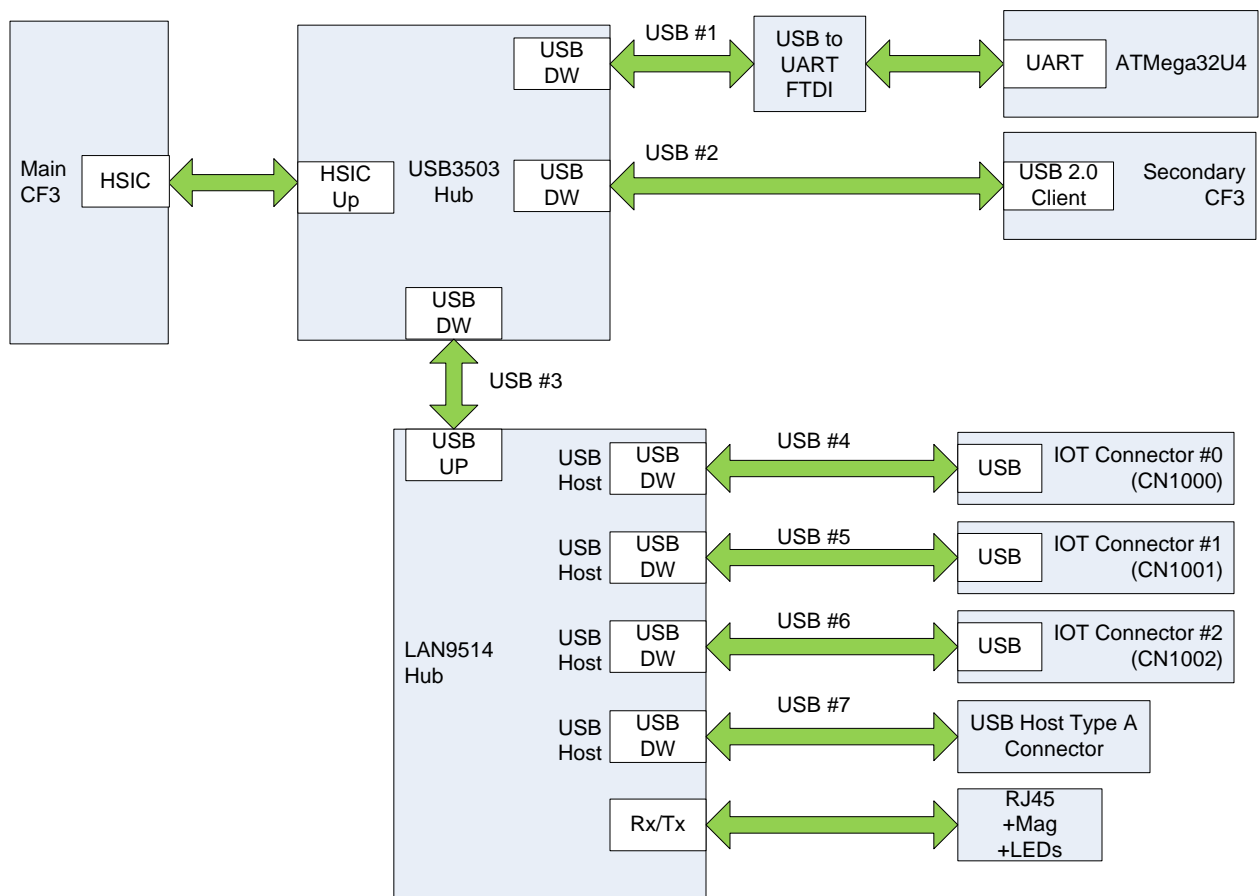 Main
CF3
HSIC
HSIC
Up
USB3503
Hub
USB
DW
USB #1
USB to
UART
FTDI
UART
ATMega32U4
USB
DW
USB #2
USB 2.0
Client
Secondary
CF3
USB
DW
USB #3
USB
UP
LAN9514
Hub
USB
Host
USB
DW
USB #4
USB
IOT Connector #0
(CN1000)
USB
Host
USB
DW
USB #5
USB
IOT Connector #1
(CN1001)
USB
Host
USB
DW
USB #6
USB
IOT Connector #2
(CN1002)
USB
Host
USB
DW
USB #7
USB Host Type A
Connector
Rx/Tx
RJ45
+Mag
+LEDs